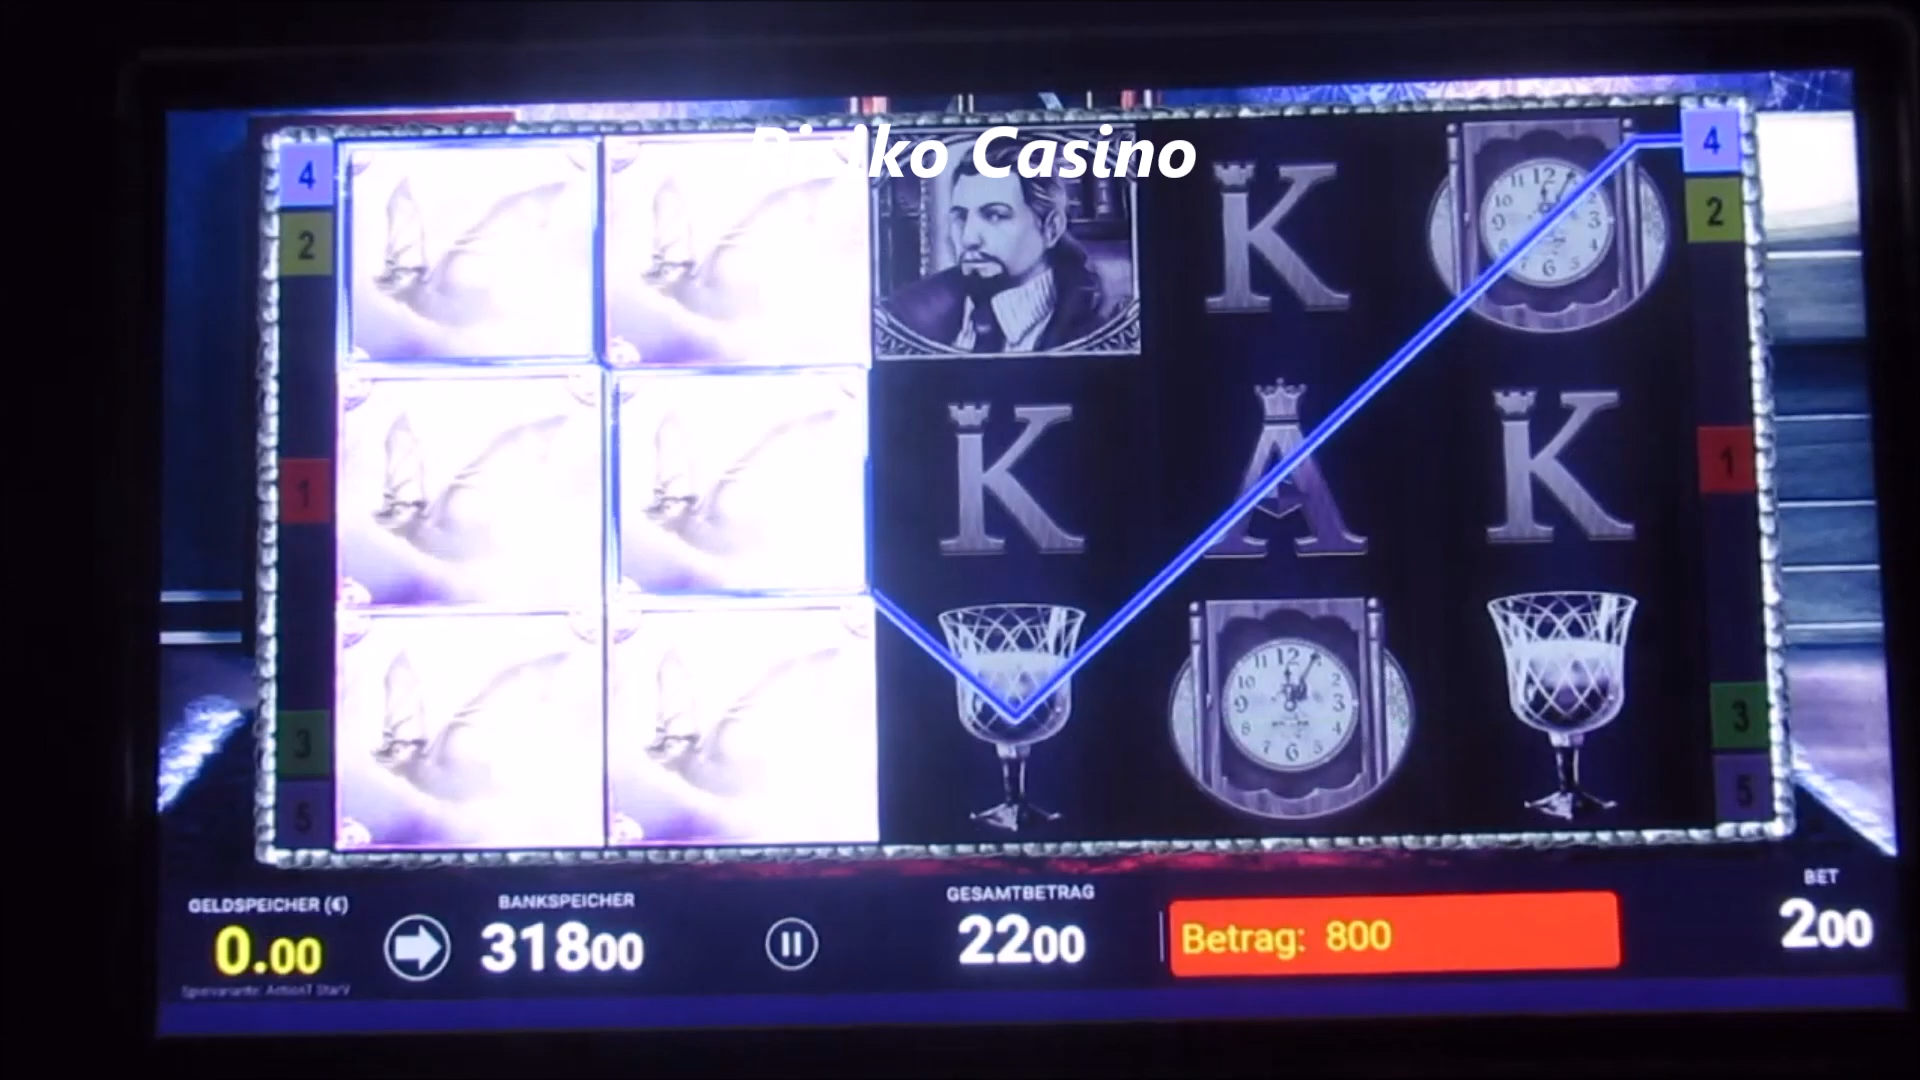 Risiko Casino
4
2
1
3
5
K
K
A
K
4
2
1
3
5
GELDSPEICHER (€)
0.00
BANKSPEICHER
31800
GESAMTBETRAG
2200
Betrag: 800
BET
200